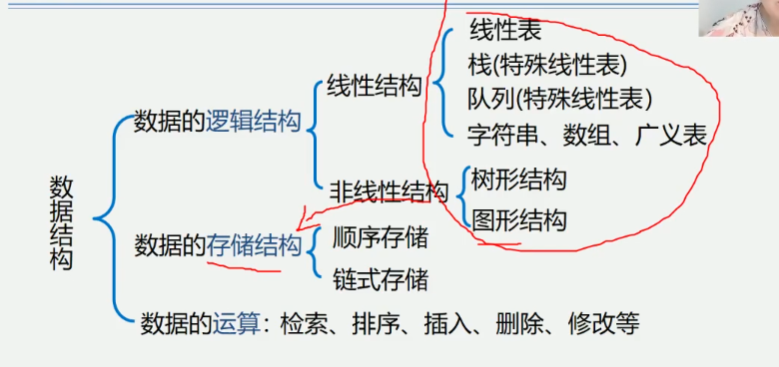 线性表
栈(特殊线性表)
线性结构
队列(特殊线性表)
数据的逻辑结构
字符串、数组、广义表
树形结构
非线性结构
图形结构
数据结构
顺序存储
数据的存储结构
链式存储
数据的运算：检索、排序、插入、删除、修改等